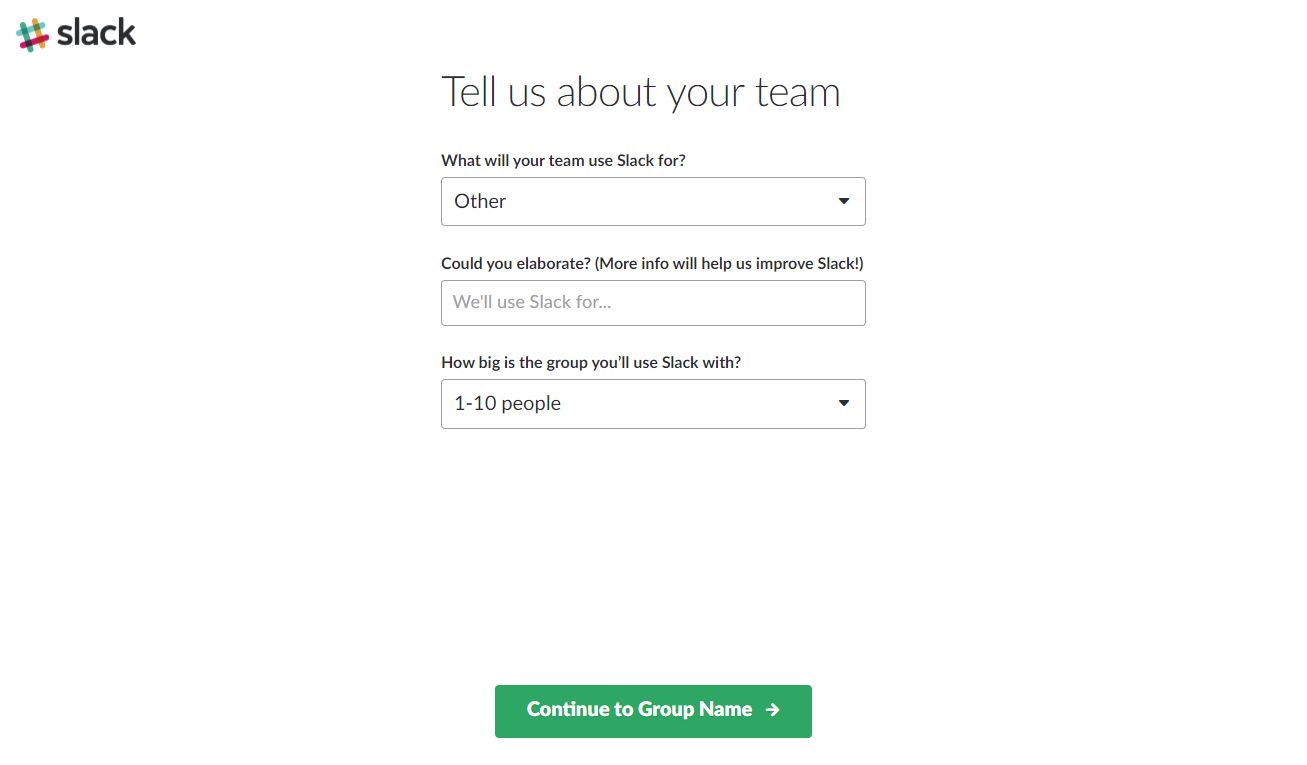 slack
Tell us about your team
What will your team use Slack for?
Other
Could you elaborate? (More info will help us improve Slack!)
We'll use Slack for...
How big is the group you’ll use Slack with?
1-10 people
Continue to Group Name →